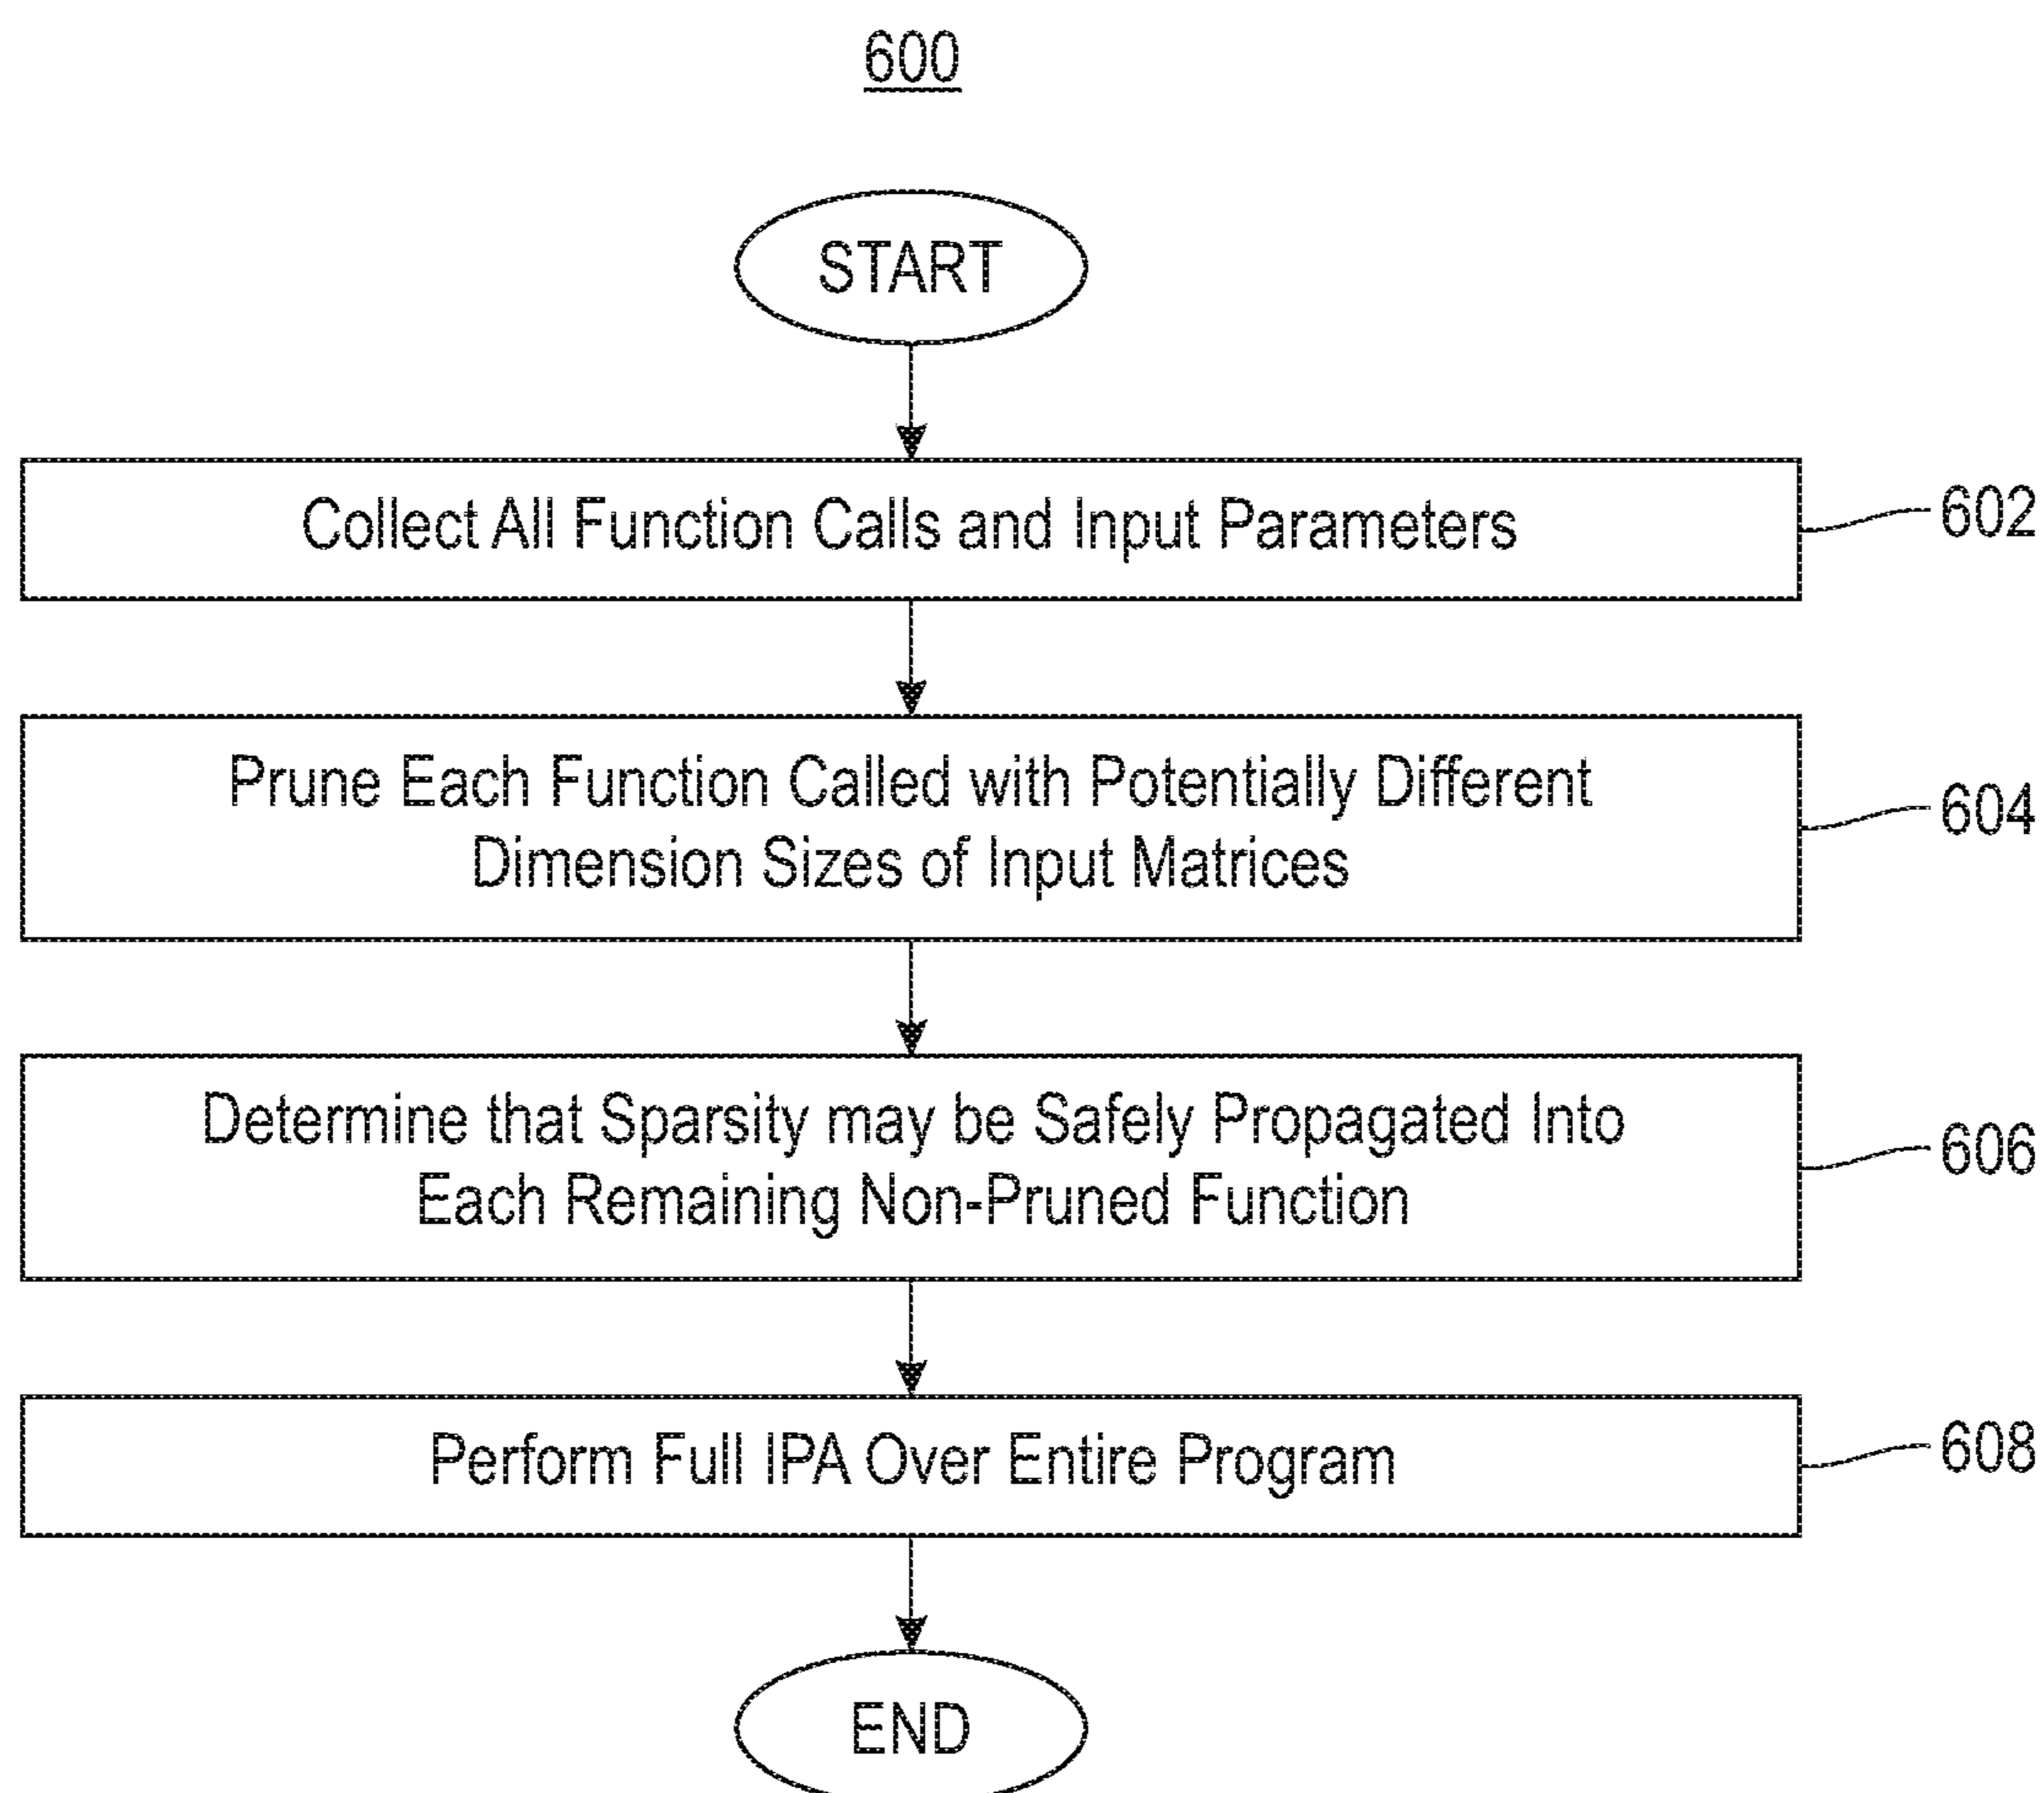 600
START
Collect All Function Calls and Input Parameters
602
Prune Each Function Called with Potentially Different
Dimension Sizes of Input Matrices
604
Determine that Sparsity may be Safely Propagated Into
Each Remaining Non-Pruned Function
606
Perform Full IPA Over Entire Program
608
END